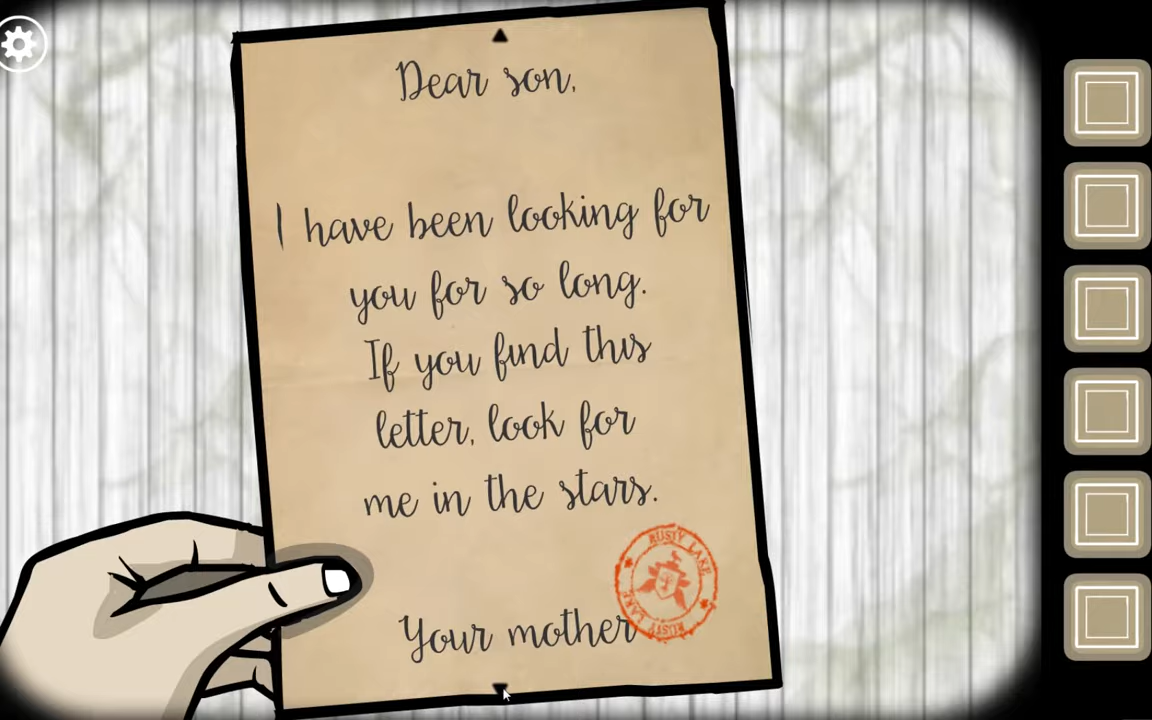 Dear son,
I have been looking for
you for so long.
If you find this
letter, look for
me in the stars.
Your mother
RUSTY LAKE
RUSTY LAKE